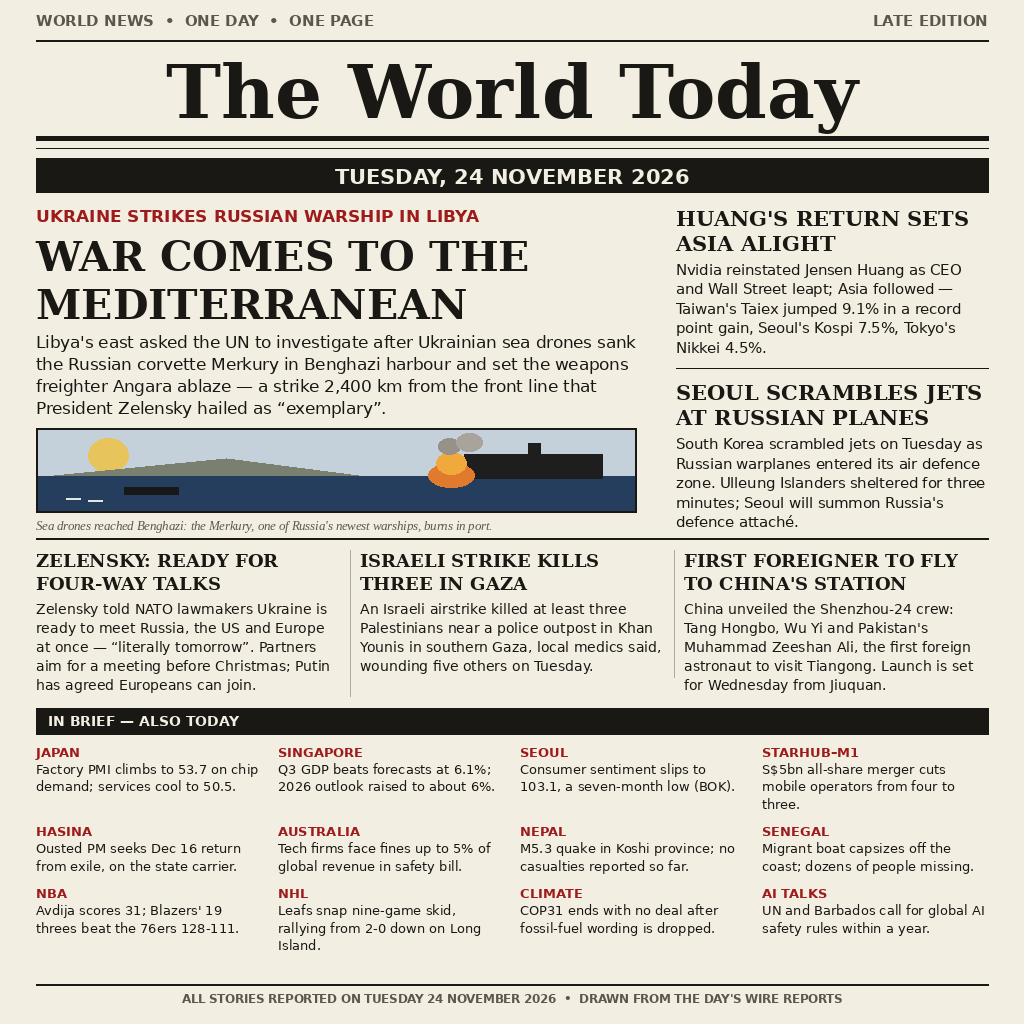 WORLD NEWS • ONE DAY • ONE PAGE
LATE EDITION
The World Today
TUESDAY, 24 NOVEMBER 2026
UKRAINE STRIKES RUSSIAN WARSHIP IN LIBYA
WAR COMES TO THE
MEDITERRANEAN
Libya's east asked the UN to investigate after Ukrainian sea drones sank
the Russian corvette Merkury in Benghazi harbour and set the weapons
freighter Angara ablaze — a strike 2,400 km from the front line that
President Zelensky hailed as “exemplary”.
Sea drones reached Benghazi: the Merkury, one of Russia's newest warships, burns in port.
HUANG'S RETURN SETS
ASIA ALIGHT
Nvidia reinstated Jensen Huang as CEO
and Wall Street leapt; Asia followed —
Taiwan's Taiex jumped 9.1% in a record
point gain, Seoul's Kospi 7.5%, Tokyo's
Nikkei 4.5%.
SEOUL SCRAMBLES JETS
AT RUSSIAN PLANES
South Korea scrambled jets on Tuesday as
Russian warplanes entered its air defence
zone. Ulleung Islanders sheltered for three
minutes; Seoul will summon Russia's
defence attaché.
ZELENSKY: READY FOR
FOUR-WAY TALKS
Zelensky told NATO lawmakers Ukraine is
ready to meet Russia, the US and Europe
at once — “literally tomorrow”. Partners
aim for a meeting before Christmas; Putin
has agreed Europeans can join.
ISRAELI STRIKE KILLS
THREE IN GAZA
An Israeli airstrike killed at least three
Palestinians near a police outpost in Khan
Younis in southern Gaza, local medics said,
wounding five others on Tuesday.
FIRST FOREIGNER TO FLY
TO CHINA'S STATION
China unveiled the Shenzhou-24 crew:
Tang Hongbo, Wu Yi and Pakistan's
Muhammad Zeeshan Ali, the first foreign
astronaut to visit Tiangong. Launch is set
for Wednesday from Jiuquan.
IN BRIEF — ALSO TODAY
JAPAN
Factory PMI climbs to 53.7 on chip
demand; services cool to 50.5.
SINGAPORE
Q3 GDP beats forecasts at 6.1%;
2026 outlook raised to about 6%.
SEOUL
Consumer sentiment slips to
103.1, a seven-month low (BOK).
STARHUB–M1
S$5bn all-share merger cuts
mobile operators from four to
three.
HASINA
Ousted PM seeks Dec 16 return
from exile, on the state carrier.
AUSTRALIA
Tech firms face fines up to 5% of
global revenue in safety bill.
NEPAL
M5.3 quake in Koshi province; no
casualties reported so far.
SENEGAL
Migrant boat capsizes off the
coast; dozens of people missing.
NBA
Avdija scores 31; Blazers' 19
threes beat the 76ers 128-111.
NHL
Leafs snap nine-game skid,
rallying from 2-0 down on Long
Island.
CLIMATE
COP31 ends with no deal after
fossil-fuel wording is dropped.
AI TALKS
UN and Barbados call for global AI
safety rules within a year.
ALL STORIES REPORTED ON TUESDAY 24 NOVEMBER 2026 • DRAWN FROM THE DAY'S WIRE REPORTS